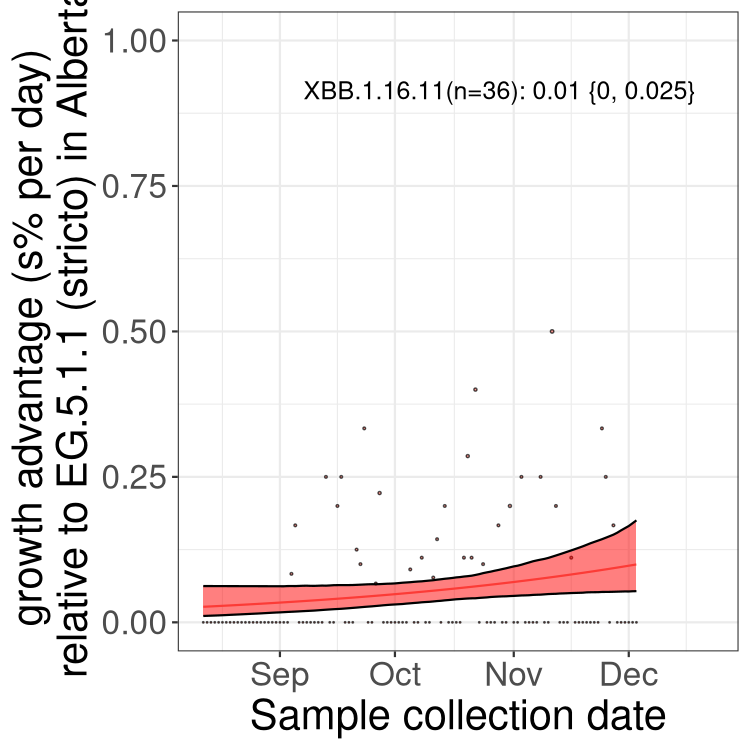 growth advantage (s% per day)
relative to EG.5.1.1 (stricto) in Alberta
1.00
0.75
0.50
0.25
0.00
XBB.1.16.11(n=36): 0.01 {0, 0.025}
Sep Oct Nov Dec
Sample collection date